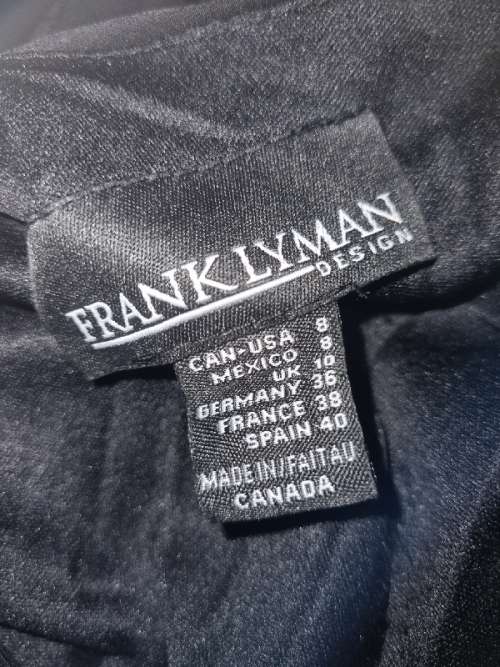 FRANK LYMAN
DESIGN
CAN-USA 8
MEXICO 8
UK 10
GERMANY 36
FRANCE 38
SPAIN 40
MADE IN/FAIT AU
CANADA